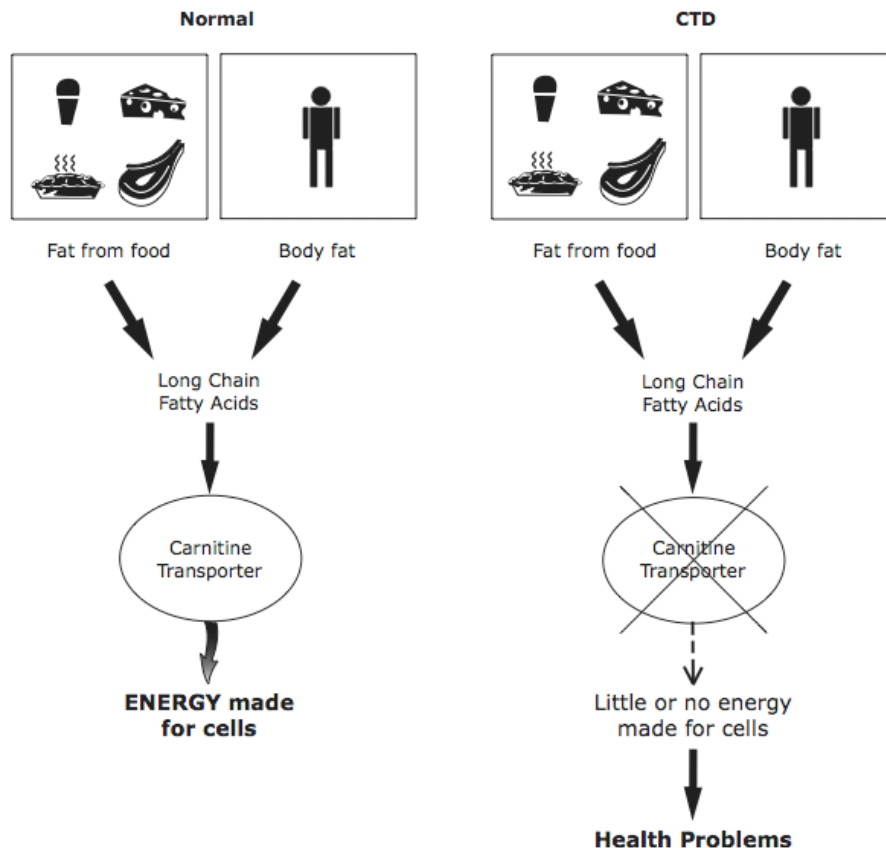 Normal
Fat from food
Body fat
Long Chain
Fatty Acids
Carnitine
Transporter
ENERGY made
for cells
CTD
Fat from food
Body fat
Long Chain
Fatty Acids
Carnitine
Transporter
Little or no energy
made for cells
Health Problems